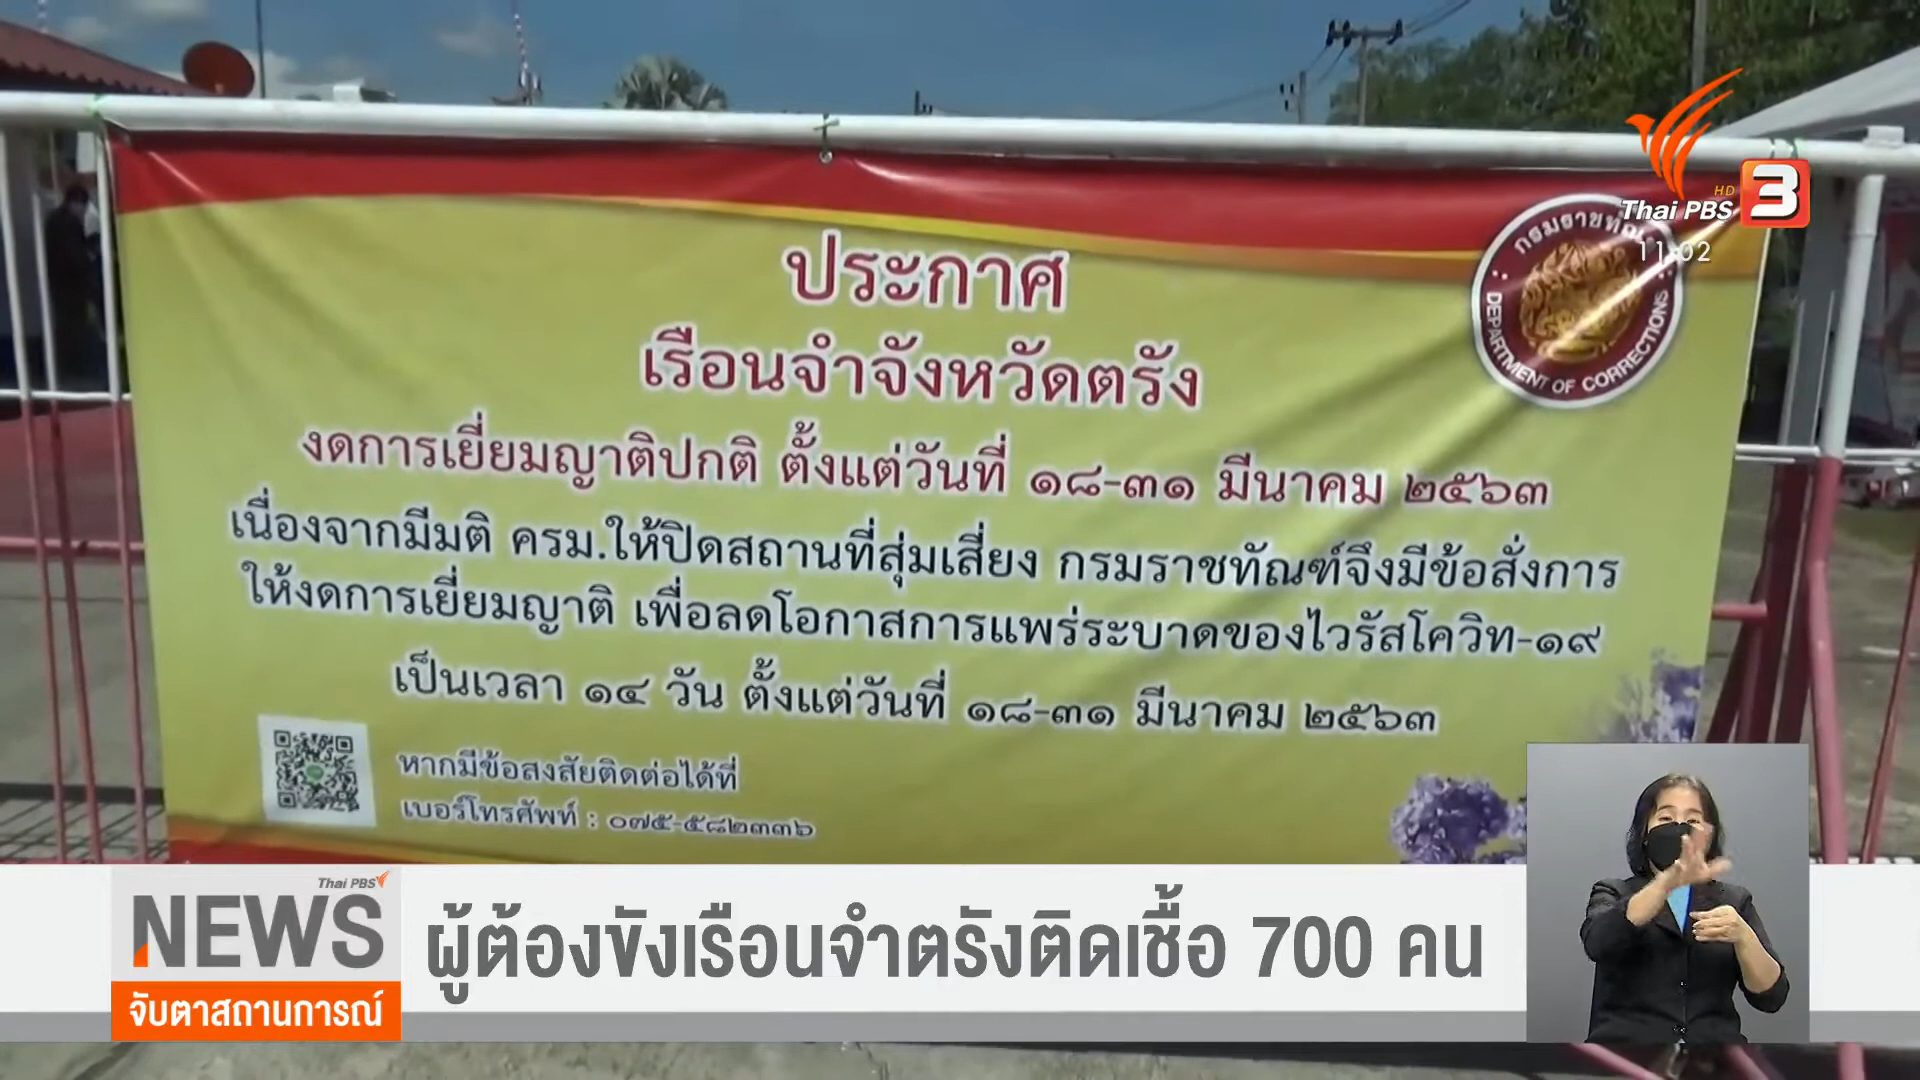 Thai PBS
HD
3
11:02
กรมราชทัณ
DEPARTMENT OF CORRECTIONS
ประกาศ
เรือนจำจังหวัดตรัง
งดการเยี่ยมญาติปกติ ตั้งแต่วันที่ ๑๘-๓๑ มีนาคม ๒๕๖๓
เนื่องจากมีมติ ครม.ให้ปิดสถานที่สุ่มเสี่ยง กรมราชทัณฑ์จึงมีข้อสั่งการ
ให้งดการเยี่ยมญาติ เพื่อลดโอกาสการแพร่ระบาดของไวรัสโควิท-๑๙
เป็นเวลา ๑๔ วัน ตั้งแต่วันที่ ๑๘-๓๑ มีนาคม ๒๕๖๓
หากมีข้อสงสัยติดต่อได้ที่
เบอร์โทรศัพท์ : ๐๗๕-๕๘๒๓๓๖
Thai PBS
NEWS
จับตาสถานการณ์
ผู้ต้องขังเรือนจำตรังติดเชื้อ 700 คน